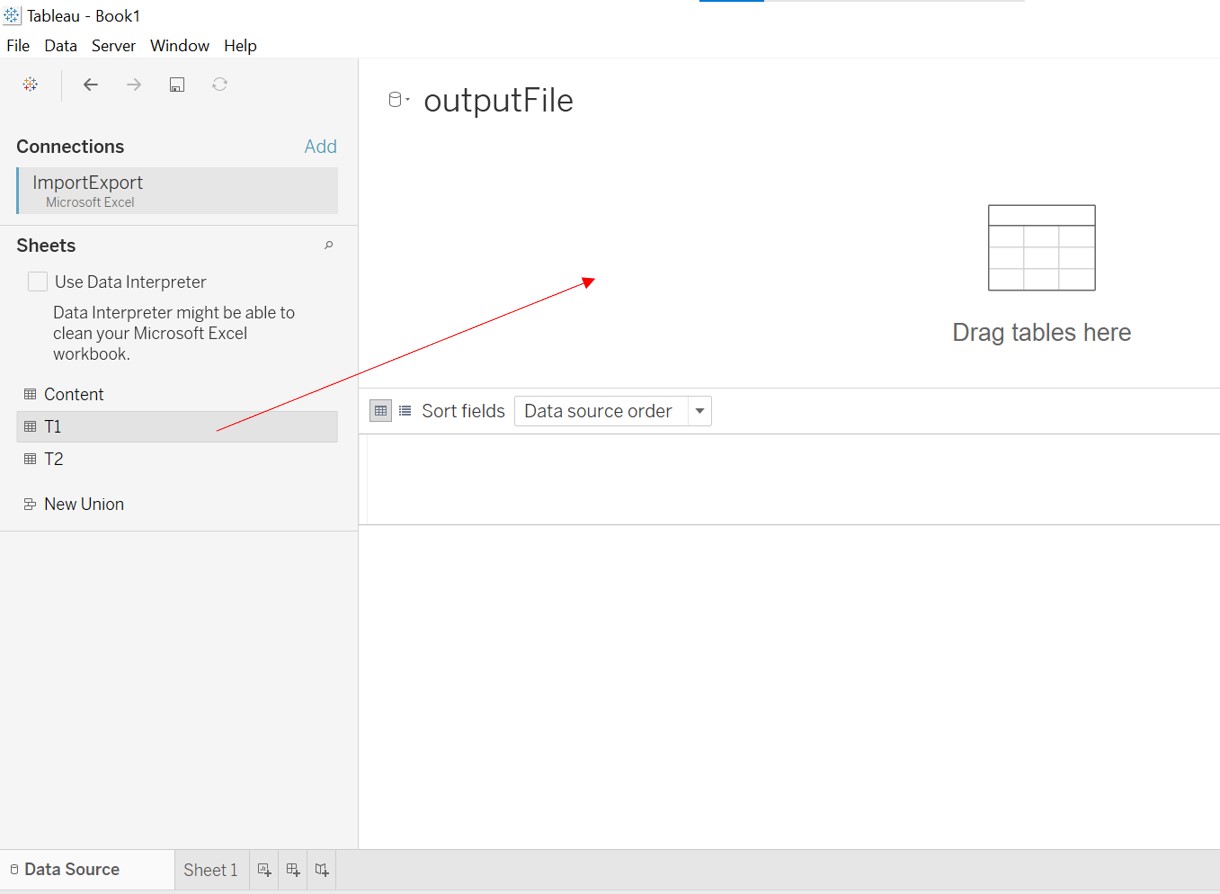 Tableau - Book1
File Data Server Window Help
outputFile
Connections Add
ImportExport
Microsoft Excel
Sheets
Use Data Interpreter
Data Interpreter might be able to
clean your Microsoft Excel
workbook.
Drag tables here
Content
T1
T2
New Union
Sort fields Data source order
Data Source Sheet 1